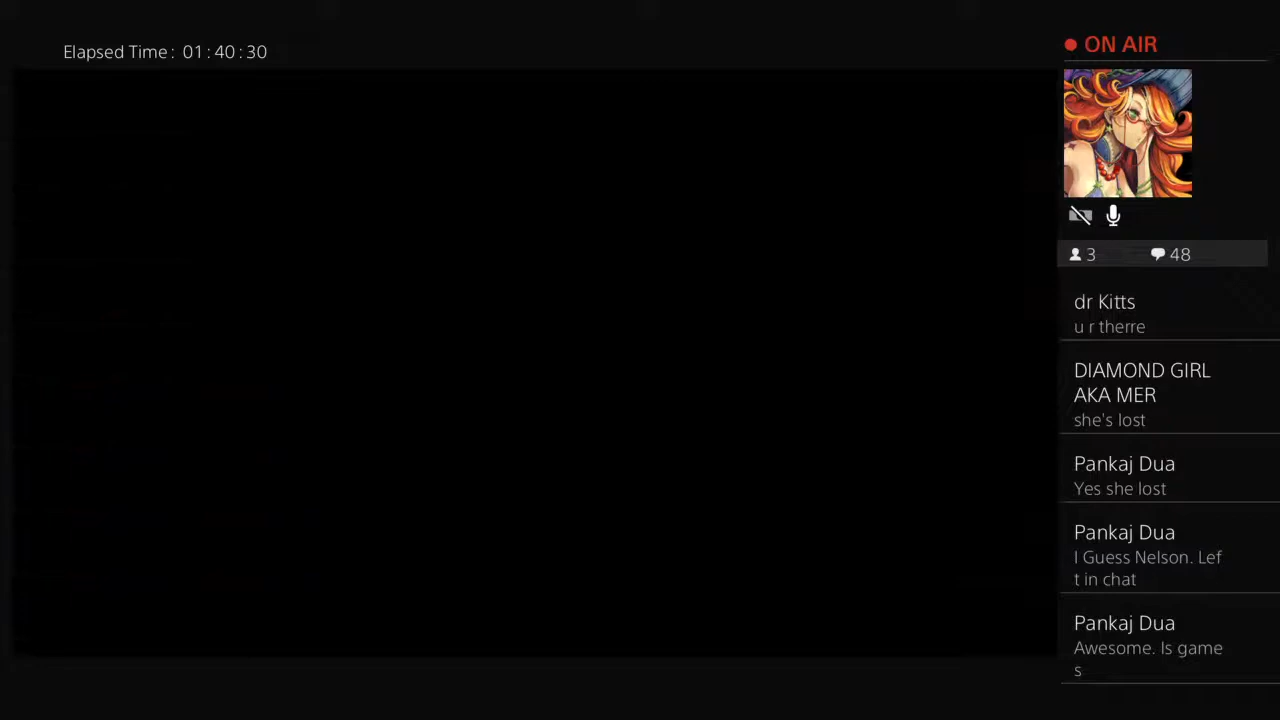 Elapsed Time: 01:40:30
ON AIR
3
48
dr Kitts
u r therre
DIAMOND GIRL
AKA MER
she's lost
Pankaj Dua
Yes she lost
Pankaj Dua
I Guess Nelson. Lef
t in chat
Pankaj Dua
Awesome. Is game
s